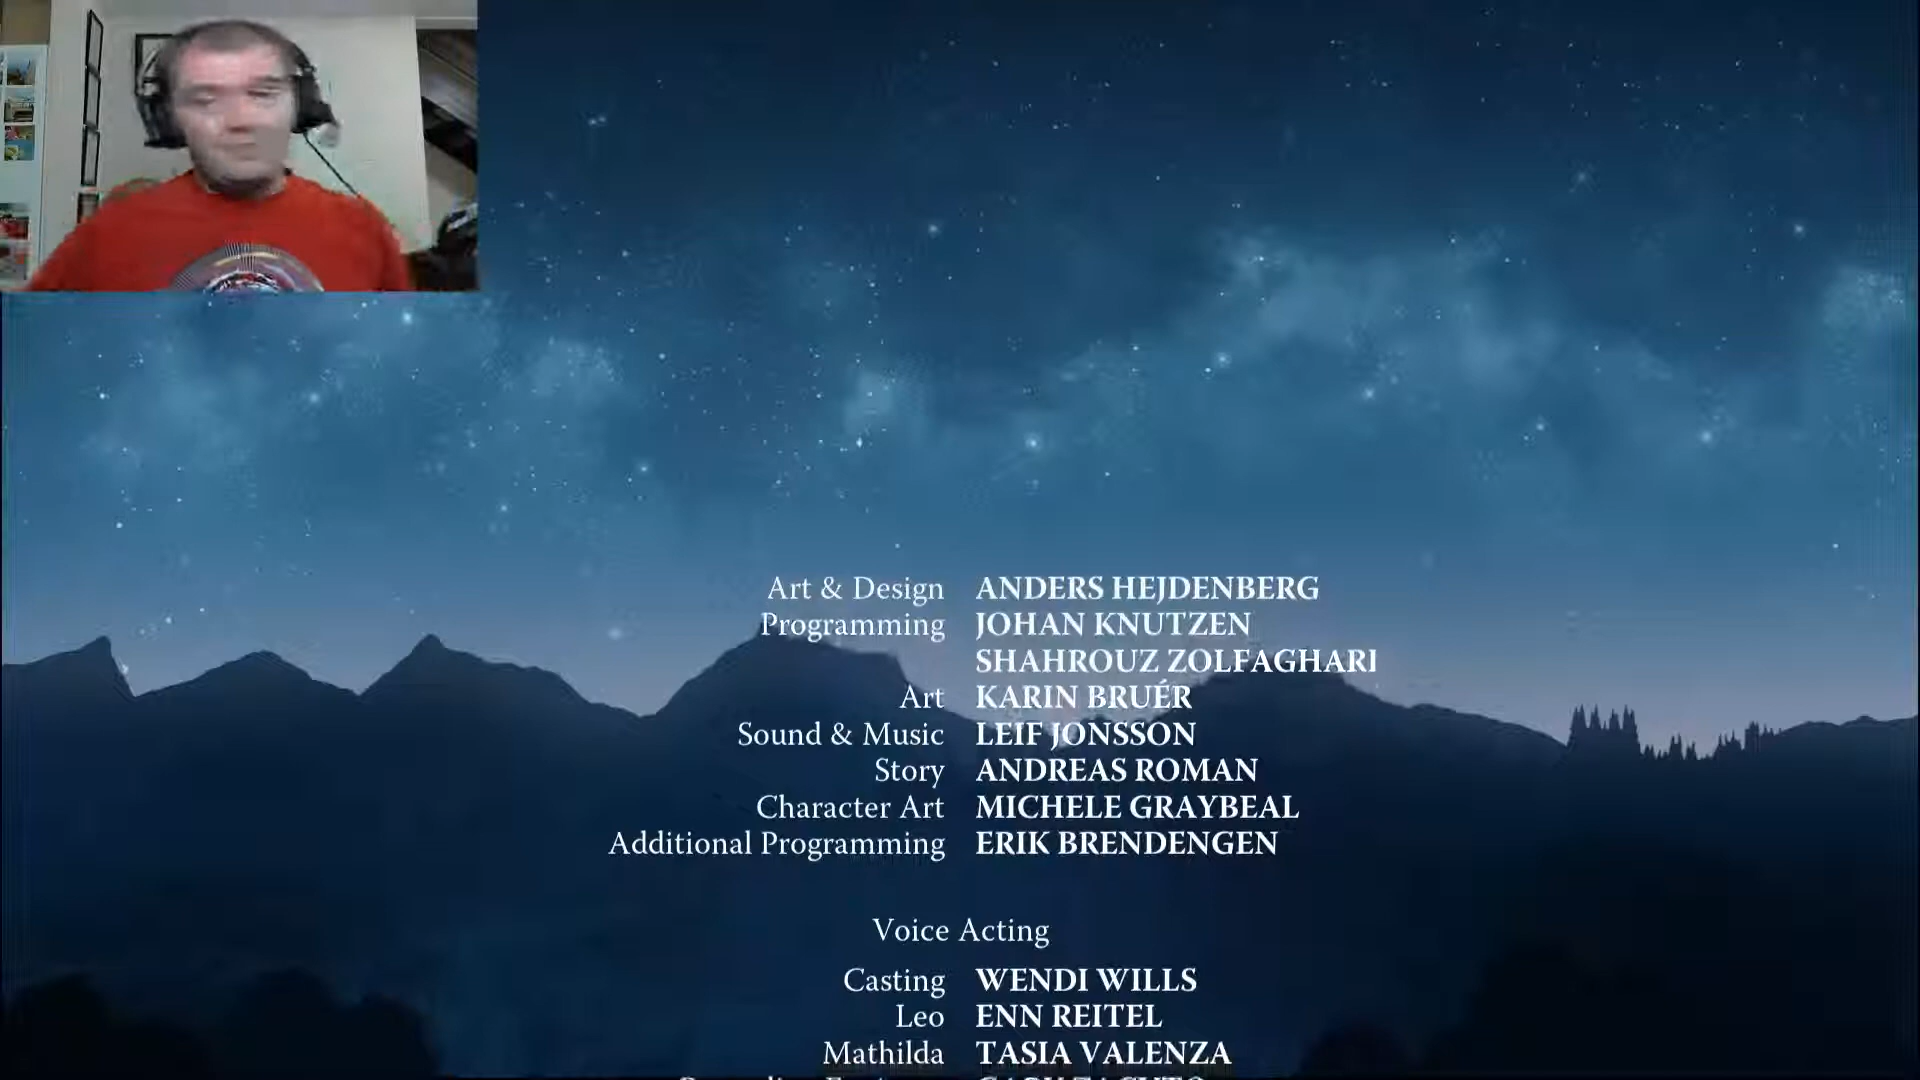 Art & Design ANDERS HEJDENBERG
Programming JOHAN KNUTZEN
SHAHROUZ ZOLFAGHARI
Art KARIN BRUÉR
Sound & Music LEIF JONSSON
Story ANDREAS ROMAN
Character Art MICHELE GRAYBEAL
Additional Programming ERIK BRENDENGEN
Voice Acting
Casting WENDI WILLS
Leo ENN REITEL
Mathilda TASIA VALENZA